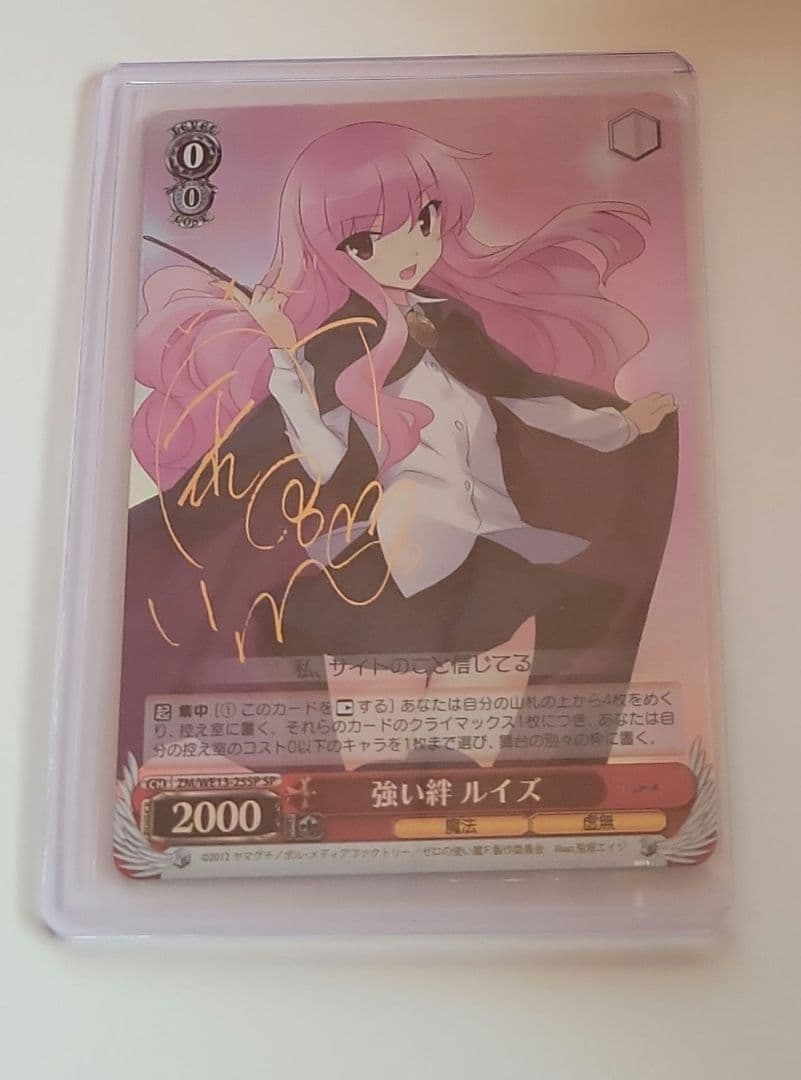 LEVEL
0
0
COST
私、サイトのこと信じてる
起 集中 [① このカードを する] あなたは自分の山札の上から4枚をめく
り、控え室に置く。それらのカードのクライマックス1枚につき、あなたは自
分の控え室のコスト0以下のキャラを1枚まで選び、舞台の別々の枠に置く。
CH ZM/WE13-25SP SP
強い絆 ルイズ
2000
魔法
虚無
©2012 ヤマグチノボル・メディアファクトリー/ゼロの使い魔F製作委員会